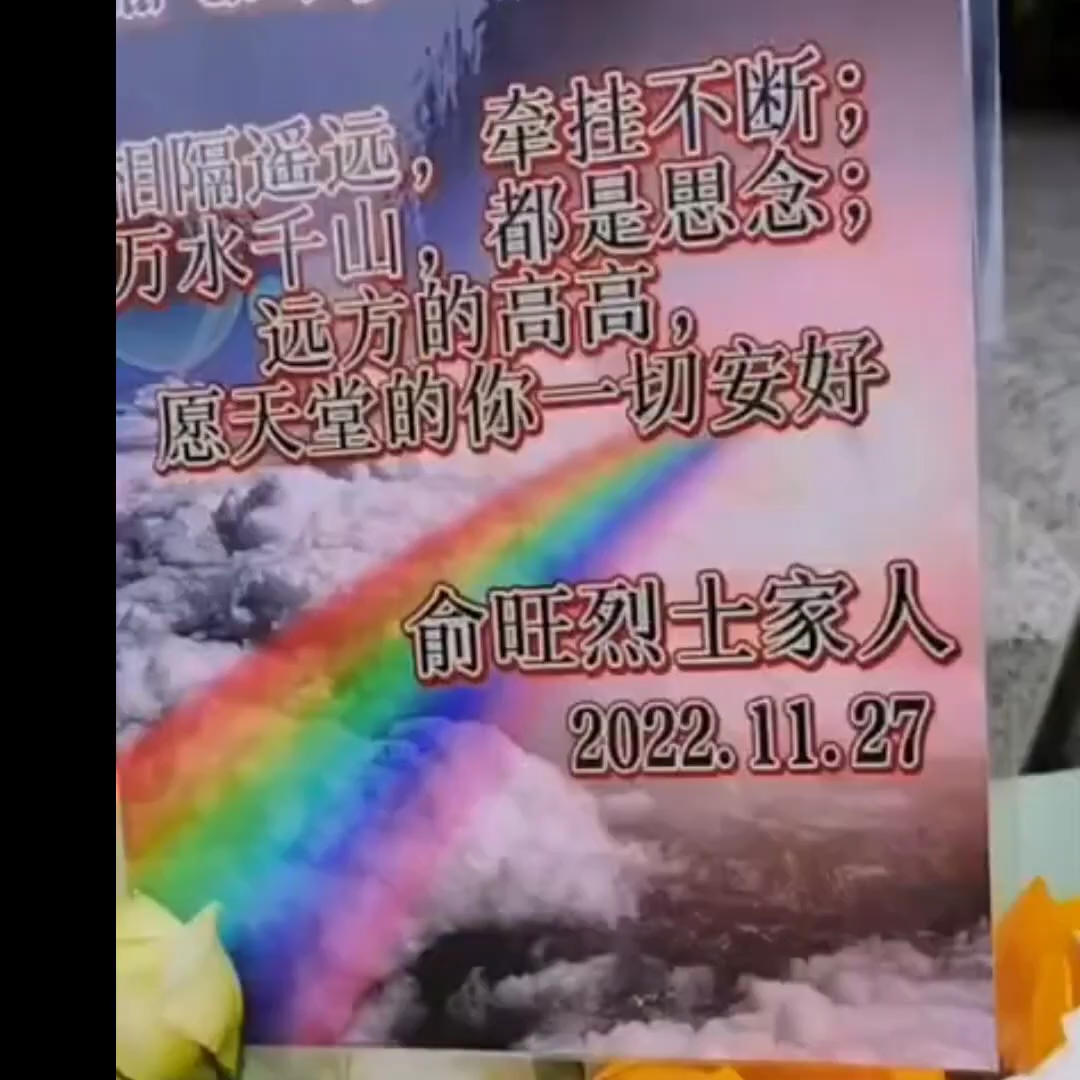 相隔遥远，牵挂不断；
万水千山，都是思念；
远方的高高，
愿天堂的你一切安好
俞旺烈士家人
2022.11.27